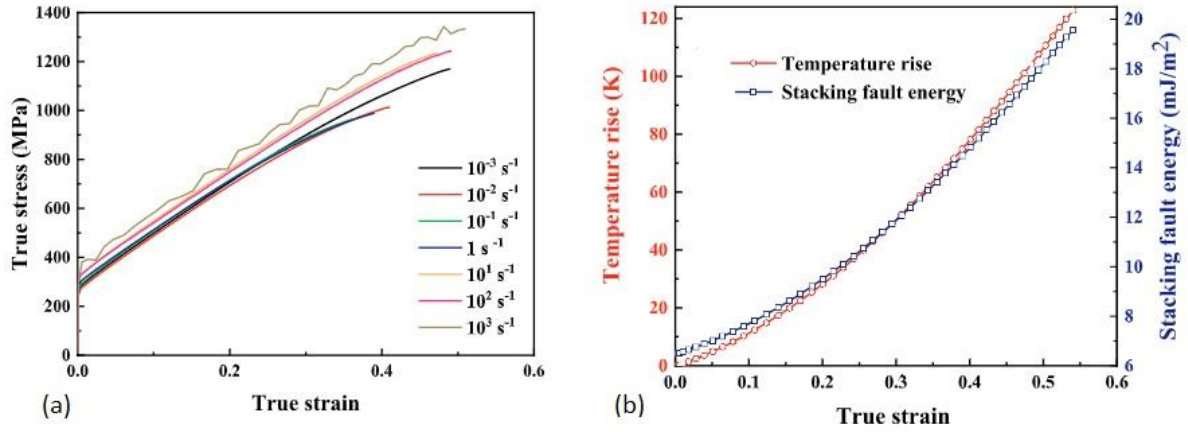 1400
1200
1000
800
600
400
200
0
True stress (MPa)
0.0 0.2 0.4 0.6
True strain
10⁻³ s⁻¹
10⁻² s⁻¹
10⁻¹ s⁻¹
1 s⁻¹
10¹ s⁻¹
10² s⁻¹
10³ s⁻¹
(a)
120
100
80
60
40
20
0
Temperature rise (K)
Temperature rise
Stacking fault energy
20
18
16
14
12
10
8
6
Stacking fault energy (mJ/m²)
0.0 0.1 0.2 0.3 0.4 0.5 0.6
True strain
(b)